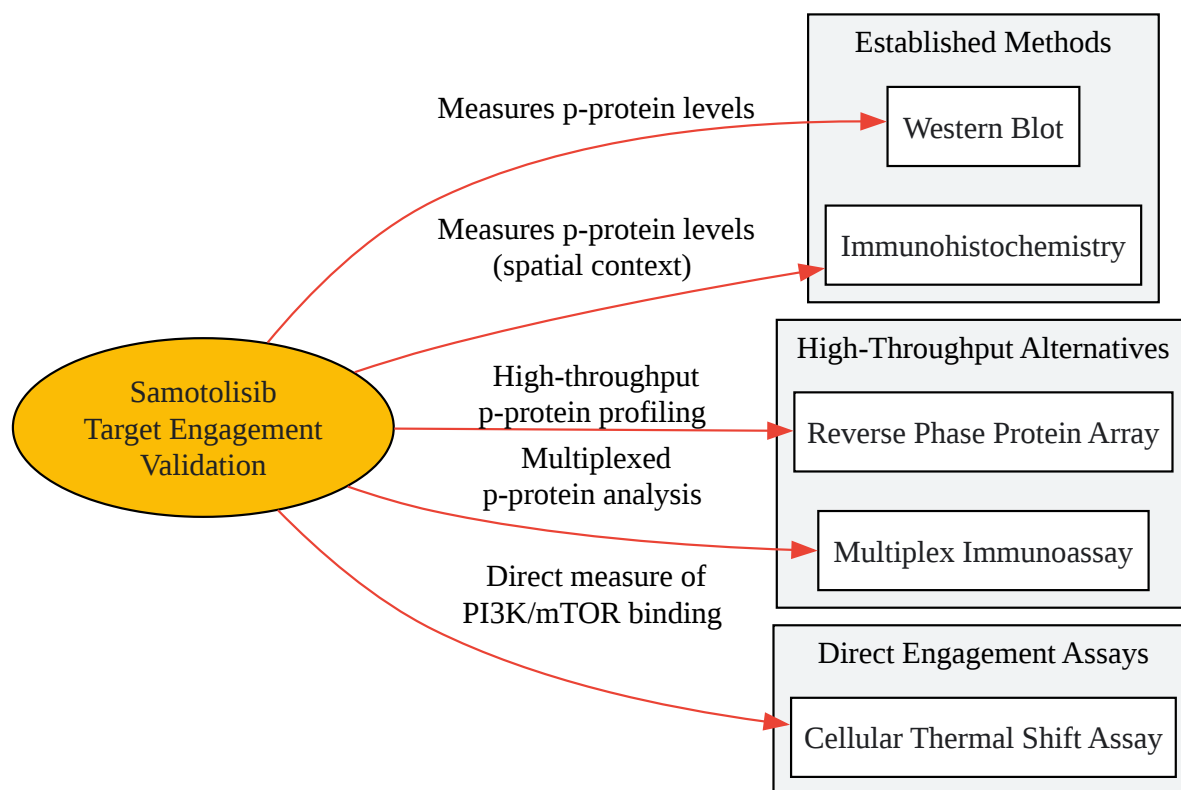 Established Methods
Measures p-protein levels
Western Blot
Measures p-protein levels
(spatial context)
Immunohistochemistry
High-Throughput Alternatives
Samotolisib
Target Engagement
Validation
High-throughput
p-protein profiling
Reverse Phase Protein Array
Multiplexed
p-protein analysis
Multiplex Immunoassay
Direct measure of
PI3K/mTOR binding
Direct Engagement Assays
Cellular Thermal Shift Assay